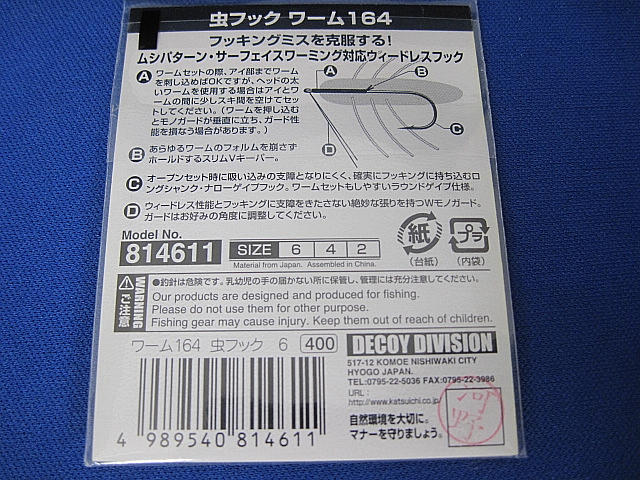 虫フック ワーム164
フッキングミスを克服する!
ムシパターン・サーフェイスワーミング対応ウィードレスフック
A ワームセットの際、アイ部までワーム
を刺し込めばOKですが、ヘッドの太
いワームを使用する場合はアイとワ
ームの間に少しスキ間を空けてセッ
トしてください。(ワームを押し込む
とモノガードが垂直に立ち、ガード性
能を損なう場合があります。)
A
B
C
D
B あらゆるワームのフォルムを崩さず
ホールドするスリムVキーパー。
C オープンセット時に吸い込みの支障となりにくく、確実にフッキングに持ち込むロ
ングシャンク・ナローゲイプフック。ワームセットもしやすいラウンドゲイプ仕様。
D ウィードレス性能とフッキングに支障をきたさない絶妙な張りを持つWモノガード。
ガードはお好みの角度に調整してください。
Model No.
814611 SIZE 6 4 2
Material from Japan. Assembled in China.
紙
(台紙)
プラ
(内袋)
WARNING
ご注意
●釣針は危険です。乳幼児の手の届かない所に保管し、管理には充分注意してください。
Our products are designed and produced for fishing.
Please do not use them for other purpose.
Fishing gear may cause injury. Keep them out of reach of children.
ワーム164 虫フック 6 400
4 989540 814611
DECOY DIVISION
517-12 KOMOE NISHIWAKI CITY
HYOGO JAPAN.
TEL:0795-22-5036 FAX:0795-22-3986
URL:
http://www.katsuichi.co.jp/
自然環境を大切に。
マナーを守りましょう。